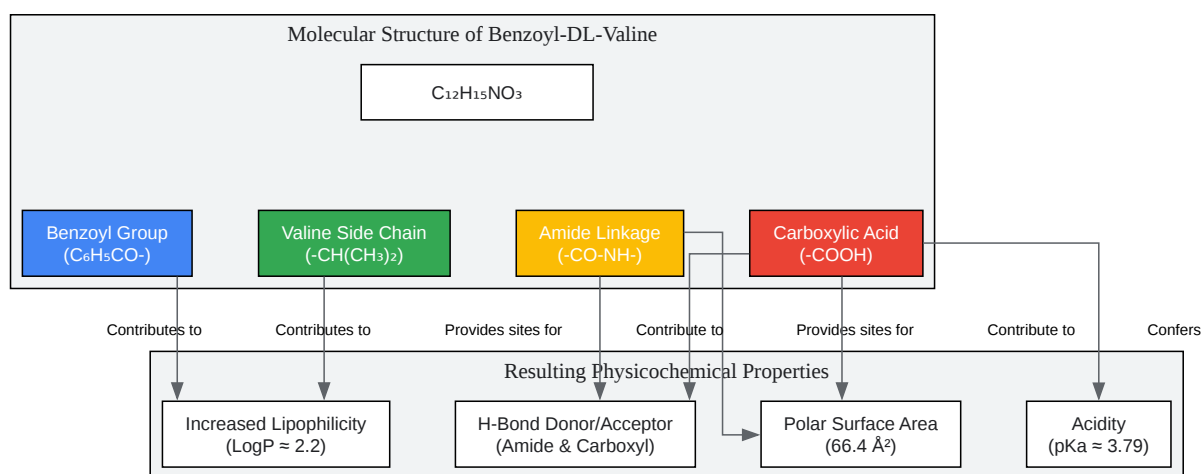 Molecular Structure of Benzoyl-DL-Valine
C₁₂H₁₅NO₃
Benzoyl Group
(C₆H₅CO-)
Valine Side Chain
(-CH(CH₃)₂)
Amide Linkage
(-CO-NH-)
Carboxylic Acid
(-COOH)
Contributes to
Contributes to
Provides sites for
Contribute to
Provides sites for
Contribute to
Confers
Resulting Physicochemical Properties
Increased Lipophilicity
(LogP ≈ 2.2)
H-Bond Donor/Acceptor
(Amide & Carboxyl)
Polar Surface Area
(66.4 Å²)
Acidity
(pKa ≈ 3.79)